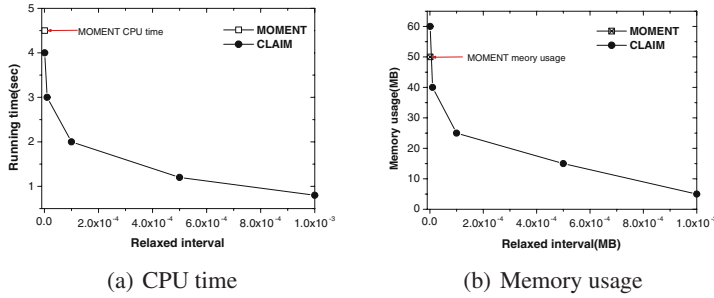 5
4
3
2
1
Running time(sec)
MOMENT CPU time
MOMENT
CLAIM
0.0
2.0x10⁻⁴
4.0x10⁻⁴
6.0x10⁻⁴
8.0x10⁻⁴
1.0x10⁻³
Relaxed interval
(a) CPU time
60
50
40
30
20
10
0
Memory usage(MB)
MOMENT meory usage
MOMENT
CLAIM
0.0
2.0x10⁻⁴
4.0x10⁻⁴
6.0x10⁻⁴
8.0x10⁻⁴
1.0x10⁻³
Relaxed interval(MB)
(b) Memory usage